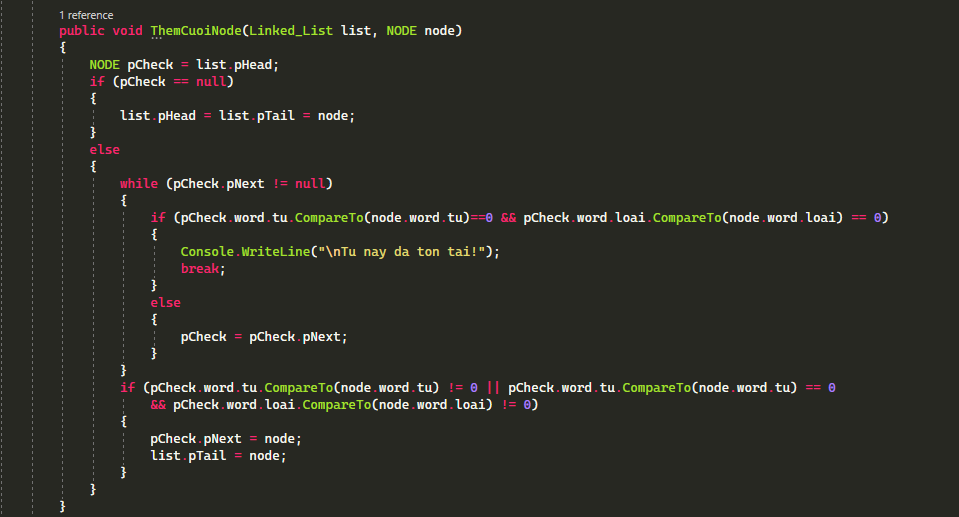 1 reference
public void ThemCuoiNode(Linked_List list, NODE node)
{
NODE pCheck = list.pHead;
if (pCheck == null)
{
list.pHead = list.pTail = node;
}
else
{
while (pCheck.pNext != null)
{
if (pCheck.word.tu.CompareTo(node.word.tu)==0 && pCheck.word.loai.CompareTo(node.word.loai) == 0)
{
Console.WriteLine("\nTu nay da ton tai!");
break;
}
else
{
pCheck = pCheck.pNext;
}
}
if (pCheck.word.tu.CompareTo(node.word.tu) != 0 || pCheck.word.tu.CompareTo(node.word.tu) == 0
&& pCheck.word.loai.CompareTo(node.word.loai) != 0)
{
pCheck.pNext = node;
list.pTail = node;
}
}
}